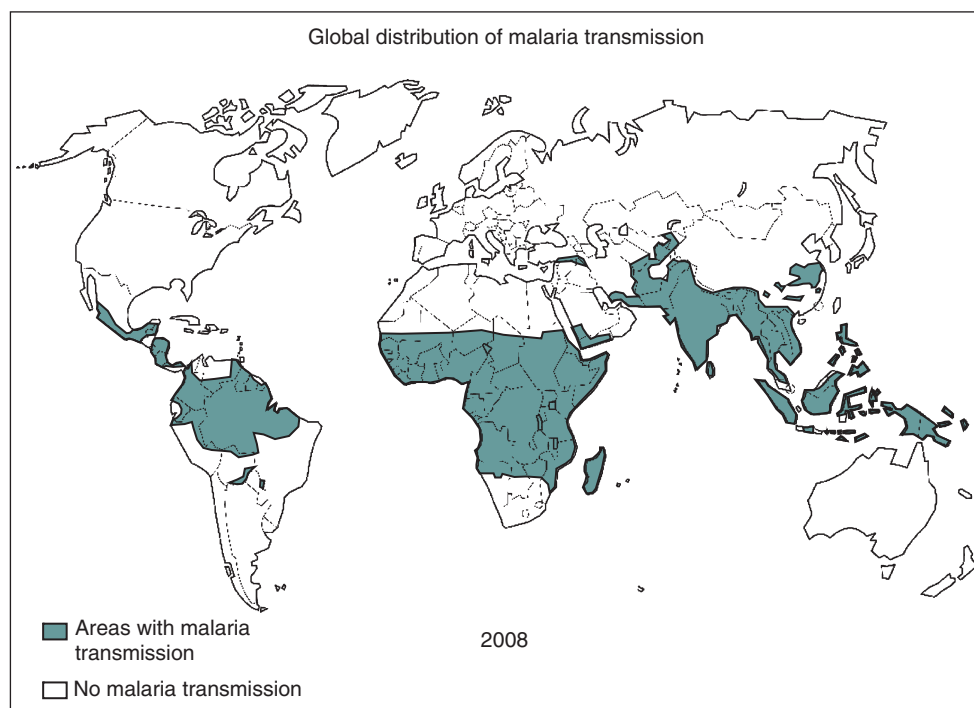 Global distribution of malaria transmission
Areas with malaria
transmission
2008
No malaria transmission